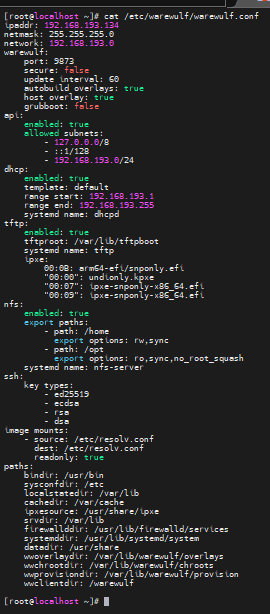 [root@localhost ~]# cat /etc/warewulf/warewulf.conf
ipaddr: 192.168.193.134
netmask: 255.255.255.0
network: 192.168.193.0
warewulf:
    port: 9873
    secure: false
    update interval: 60
    autobuild overlays: true
    host overlay: true
    grubboot: false
api:
    enabled: true
    allowed subnets:
        - 127.0.0.0/8
        - ::1/128
        - 192.168.193.0/24
dhcp:
    enabled: true
    template: default
    range start: 192.168.193.1
    range end: 192.168.193.255
    systemd name: dhcpd
tftp:
    enabled: true
    tftproot: /var/lib/tftpboot
    systemd name: tftp
    ipxe:
        00:0B: arm64-efi/snponly.efi
        "00:00": undionly.kpxe
        "00:07": ipxe-snponly-x86_64.efi
        "00:09": ipxe-snponly-x86_64.efi
nfs:
    enabled: true
    export paths:
        - path: /home
          export options: rw,sync
        - path: /opt
          export options: ro,sync,no_root_squash
    systemd name: nfs-server
ssh:
    key types:
        - ed25519
        - ecdsa
        - rsa
        - dsa
image mounts:
    - source: /etc/resolv.conf
      dest: /etc/resolv.conf
      readonly: true
paths:
    bindir: /usr/bin
    sysconfdir: /etc
    localstatedir: /var/lib
    cachedir: /var/cache
    ipxesource: /usr/share/ipxe
    srvdir: /var/lib
    firewallddir: /usr/lib/firewalld/services
    systemddir: /usr/lib/systemd/system
    datadir: /usr/share
    wwoverlaydir: /var/lib/warewulf/overlays
    wwchrootdir: /var/lib/warewulf/chroots
    wwprovisiondir: /var/lib/warewulf/provision
    wwclientdir: /warewulf
[root@localhost ~]#